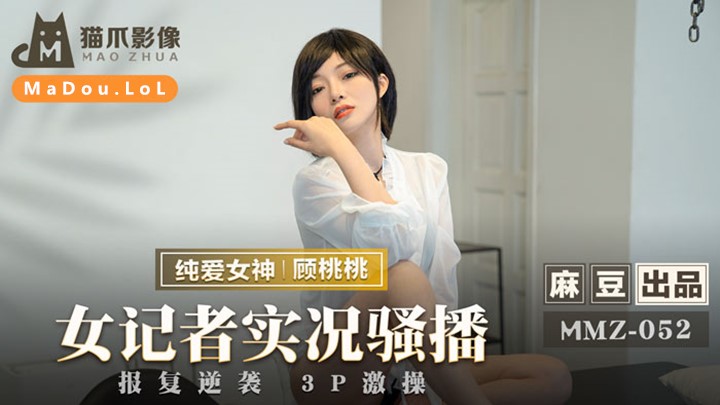 猫爪影像
MAO ZHUA
MaDou.LoL
纯爱女神|顾桃桃
麻豆出品
MMZ-052
女记者实况骚播
报复逆袭 3P激操